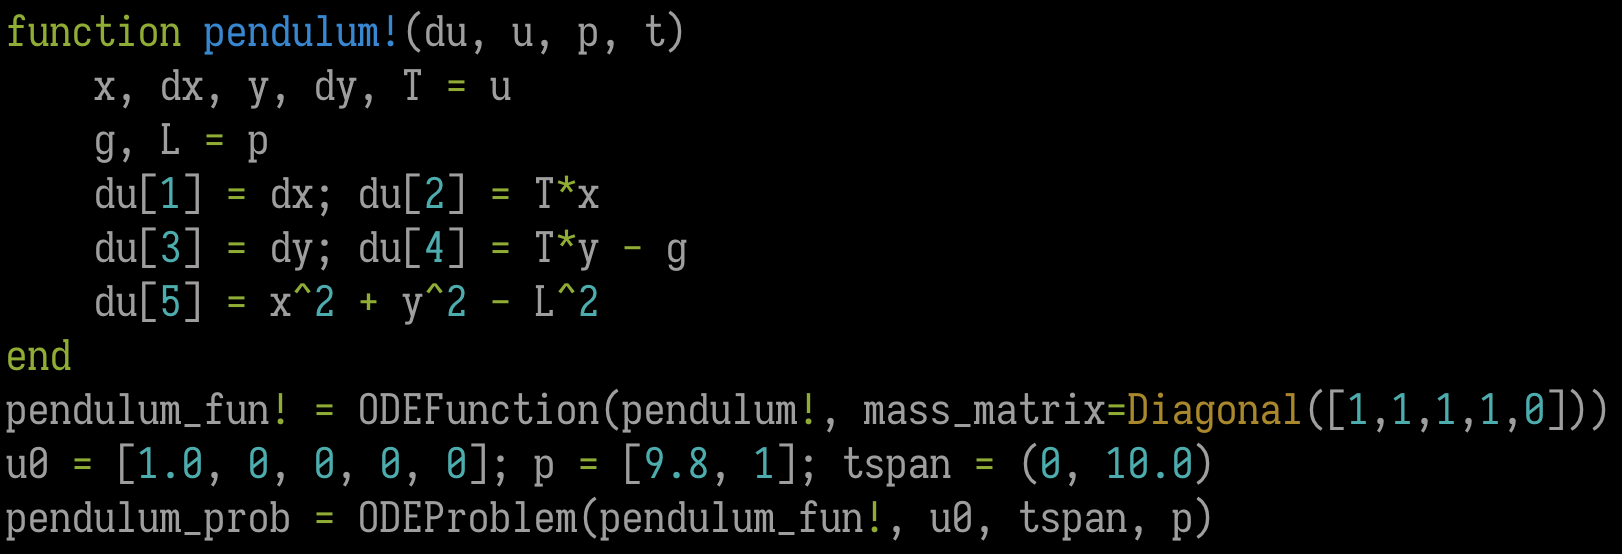 function pendulum!(du, u, p, t)
    x, dx, y, dy, T = u
    g, L = p
    du[1] = dx; du[2] = T*x
    du[3] = dy; du[4] = T*y - g
    du[5] = x^2 + y^2 - L^2
end
pendulum_fun! = ODEFunction(pendulum!, mass_matrix=Diagonal([1,1,1,1,0]))
u0 = [1.0, 0, 0, 0, 0]; p = [9.8, 1]; tspan = (0, 10.0)
pendulum_prob = ODEProblem(pendulum_fun!, u0, tspan, p)